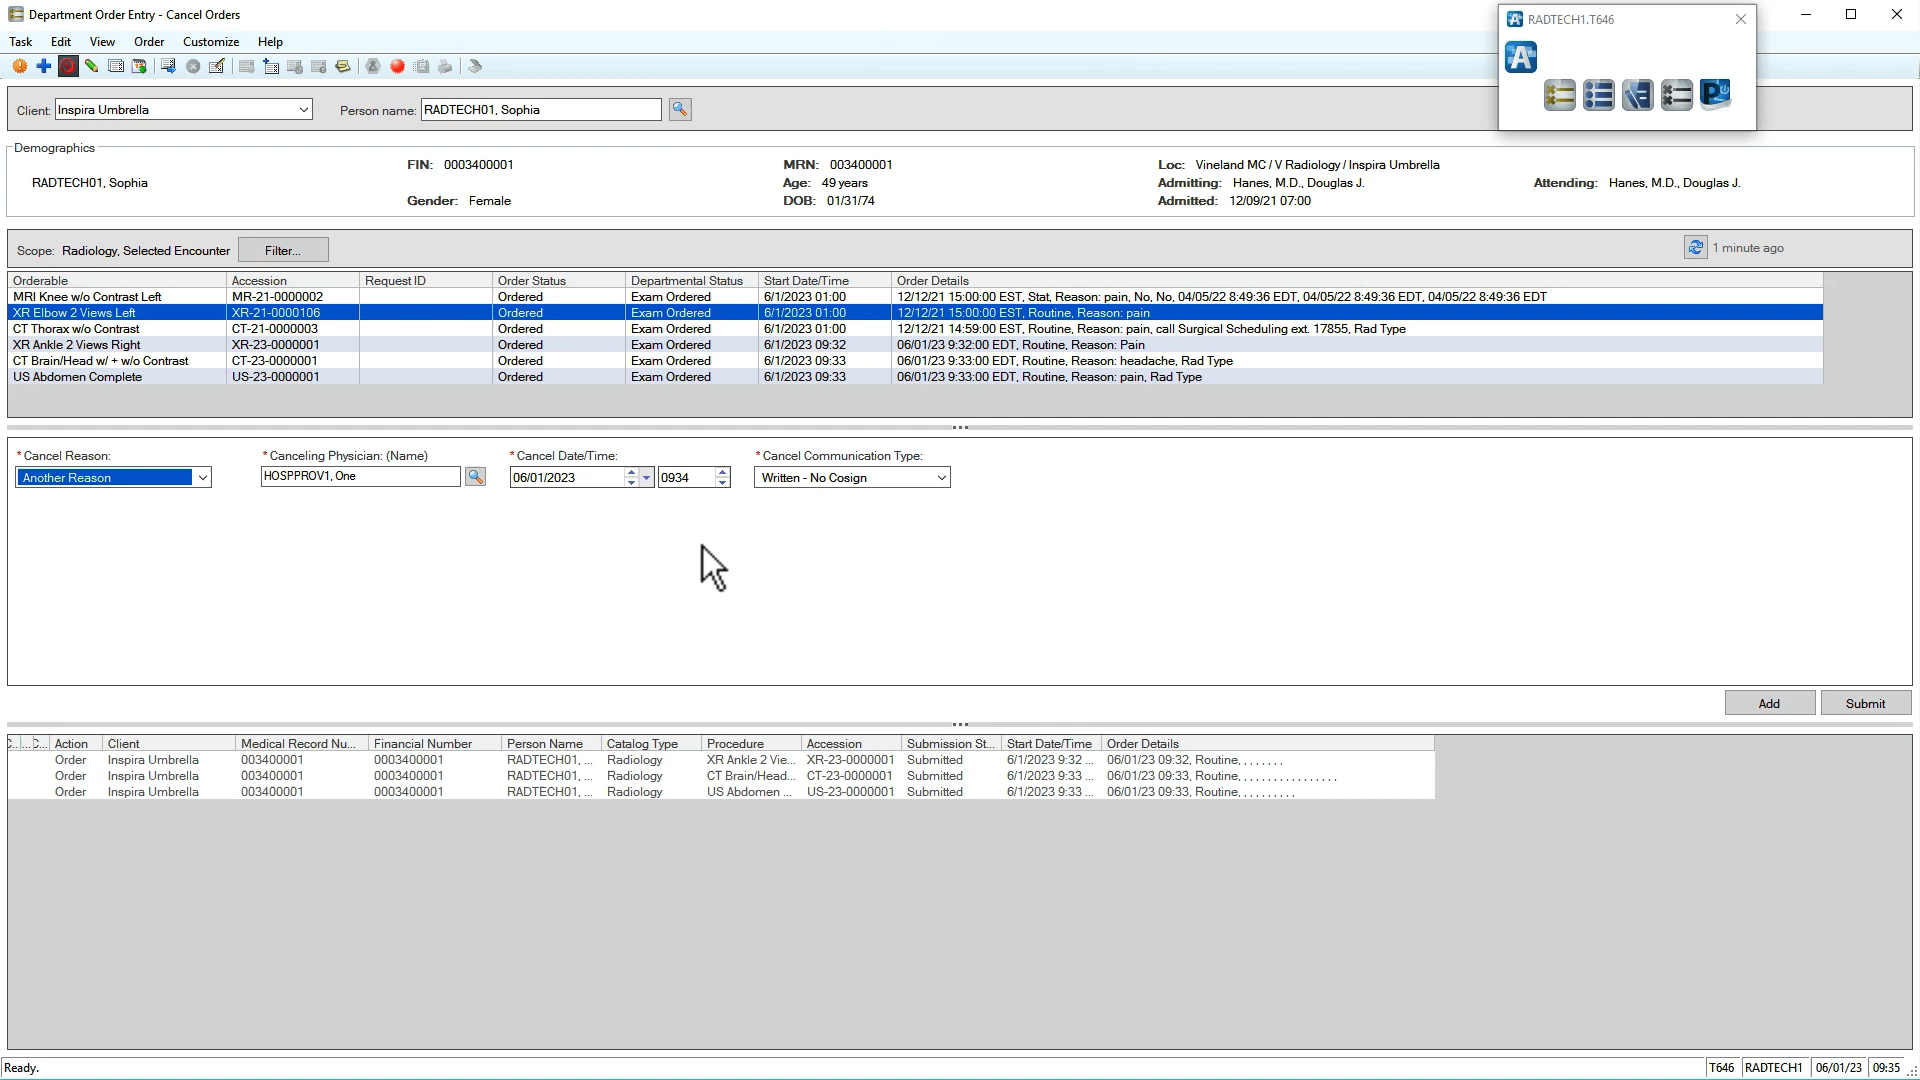 Department Order Entry - Cancel Orders
RADTECH1.T646
Task Edit View Order Customize Help
Client: Inspira Umbrella Person name: RADTECH01, Sophia
Demographics
FIN: 0003400001 MRN: 003400001 Loc: Vineland MC / V Radiology / Inspira Umbrella
RADTECH01, Sophia Age: 49 years Admitting: Hanes, M.D., Douglas J. Attending: Hanes, M.D., Douglas J.
Gender: Female DOB: 01/31/74 Admitted: 12/09/21 07:00
Scope: Radiology, Selected Encounter Filter... 1 minute ago
Orderable Accession Request ID Order Status Departmental Status Start Date/Time Order Details
MRI Knee w/o Contrast Left MR-21-0000002 Ordered Exam Ordered 6/1/2023 01:00 12/12/21 15:00:00 EST, Stat, Reason: pain, No, No, 04/05/22 8:49:36 EDT, 04/05/22 8:49:36 EDT, 04/05/22 8:49:36 EDT
XR Elbow 2 Views Left XR-21-0000106 Ordered Exam Ordered 6/1/2023 01:00 12/12/21 15:00:00 EST, Routine, Reason: pain
CT Thorax w/o Contrast CT-21-0000003 Ordered Exam Ordered 6/1/2023 01:00 12/12/21 14:59:00 EST, Routine, Reason: pain, call Surgical Scheduling ext. 17855, Rad Type
XR Ankle 2 Views Right XR-23-0000001 Ordered Exam Ordered 6/1/2023 09:32 06/01/23 9:32:00 EDT, Routine, Reason: Pain
CT Brain/Head w/ + w/o Contrast CT-23-0000001 Ordered Exam Ordered 6/1/2023 09:33 06/01/23 9:33:00 EDT, Routine, Reason: headache, Rad Type
US Abdomen Complete US-23-0000001 Ordered Exam Ordered 6/1/2023 09:33 06/01/23 9:33:00 EDT, Routine, Reason: pain, Rad Type
*Cancel Reason: *Canceling Physician: (Name) *Cancel Date/Time: *Cancel Communication Type:
Another Reason HOSPPROV1, One 06/01/2023 0934 Written - No Cosign
Add Submit
Action Client Medical Record Nu... Financial Number Person Name Catalog Type Procedure Accession Submission St... Start Date/Time Order Details
Order Inspira Umbrella 003400001 0003400001 RADTECH01, ... Radiology XR Ankle 2 Vie... XR-23-0000001 Submitted 6/1/2023 9:32 ... 06/01/23 09:32, Routine, , , , , , , ,
Order Inspira Umbrella 003400001 0003400001 RADTECH01, ... Radiology CT Brain/Head... CT-23-0000001 Submitted 6/1/2023 9:33 ... 06/01/23 09:33, Routine, , , , , , , , , , , , , , , , ,
Order Inspira Umbrella 003400001 0003400001 RADTECH01, ... Radiology US Abdomen ... US-23-0000001 Submitted 6/1/2023 9:33 ... 06/01/23 09:33, Routine, , , , , , , , , ,
Ready. T646 RADTECH1 06/01/23 09:35